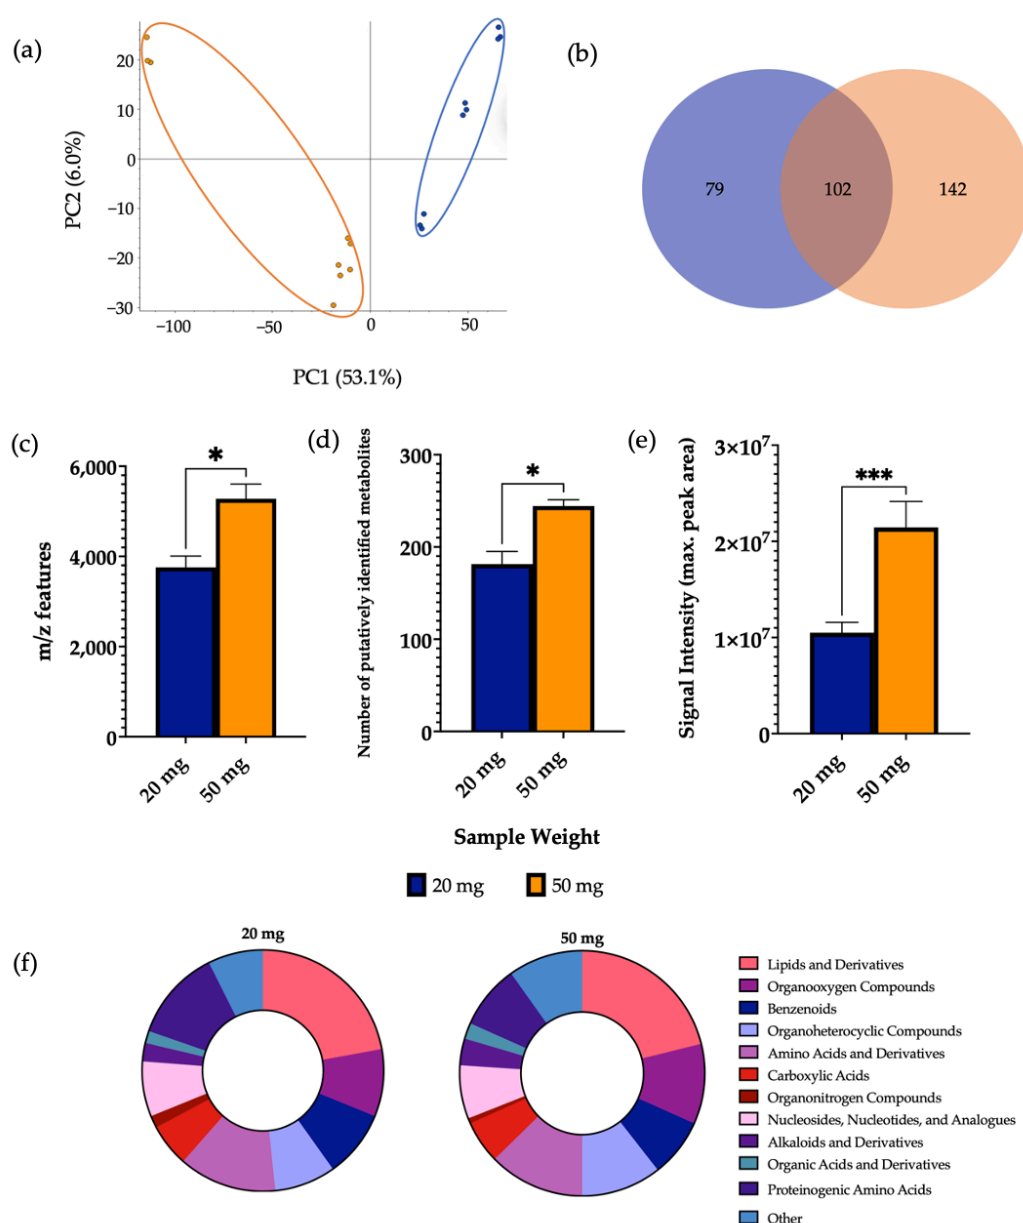 (a)
PC2 (6.0%)
20
10
0
−10
−20
−30
−100
−50
0
50
PC1 (53.1%)
(b)
79
102
142
(c)
m/z features
6,000
4,000
2,000
0
*
20 mg
50 mg
(d)
Number of putatively identified metabolites
300
200
100
0
*
20 mg
50 mg
(e)
Signal Intensity (max. peak area)
3×10⁷
2×10⁷
1×10⁷
0
***
20 mg
50 mg
Sample Weight
20 mg
50 mg
(f)
20 mg
50 mg
Lipids and Derivatives
Organooxygen Compounds
Benzenoids
Organoheterocyclic Compounds
Amino Acids and Derivatives
Carboxylic Acids
Organonitrogen Compounds
Nucleosides, Nucleotides, and Analogues
Alkaloids and Derivatives
Organic Acids and Derivatives
Proteinogenic Amino Acids
Other